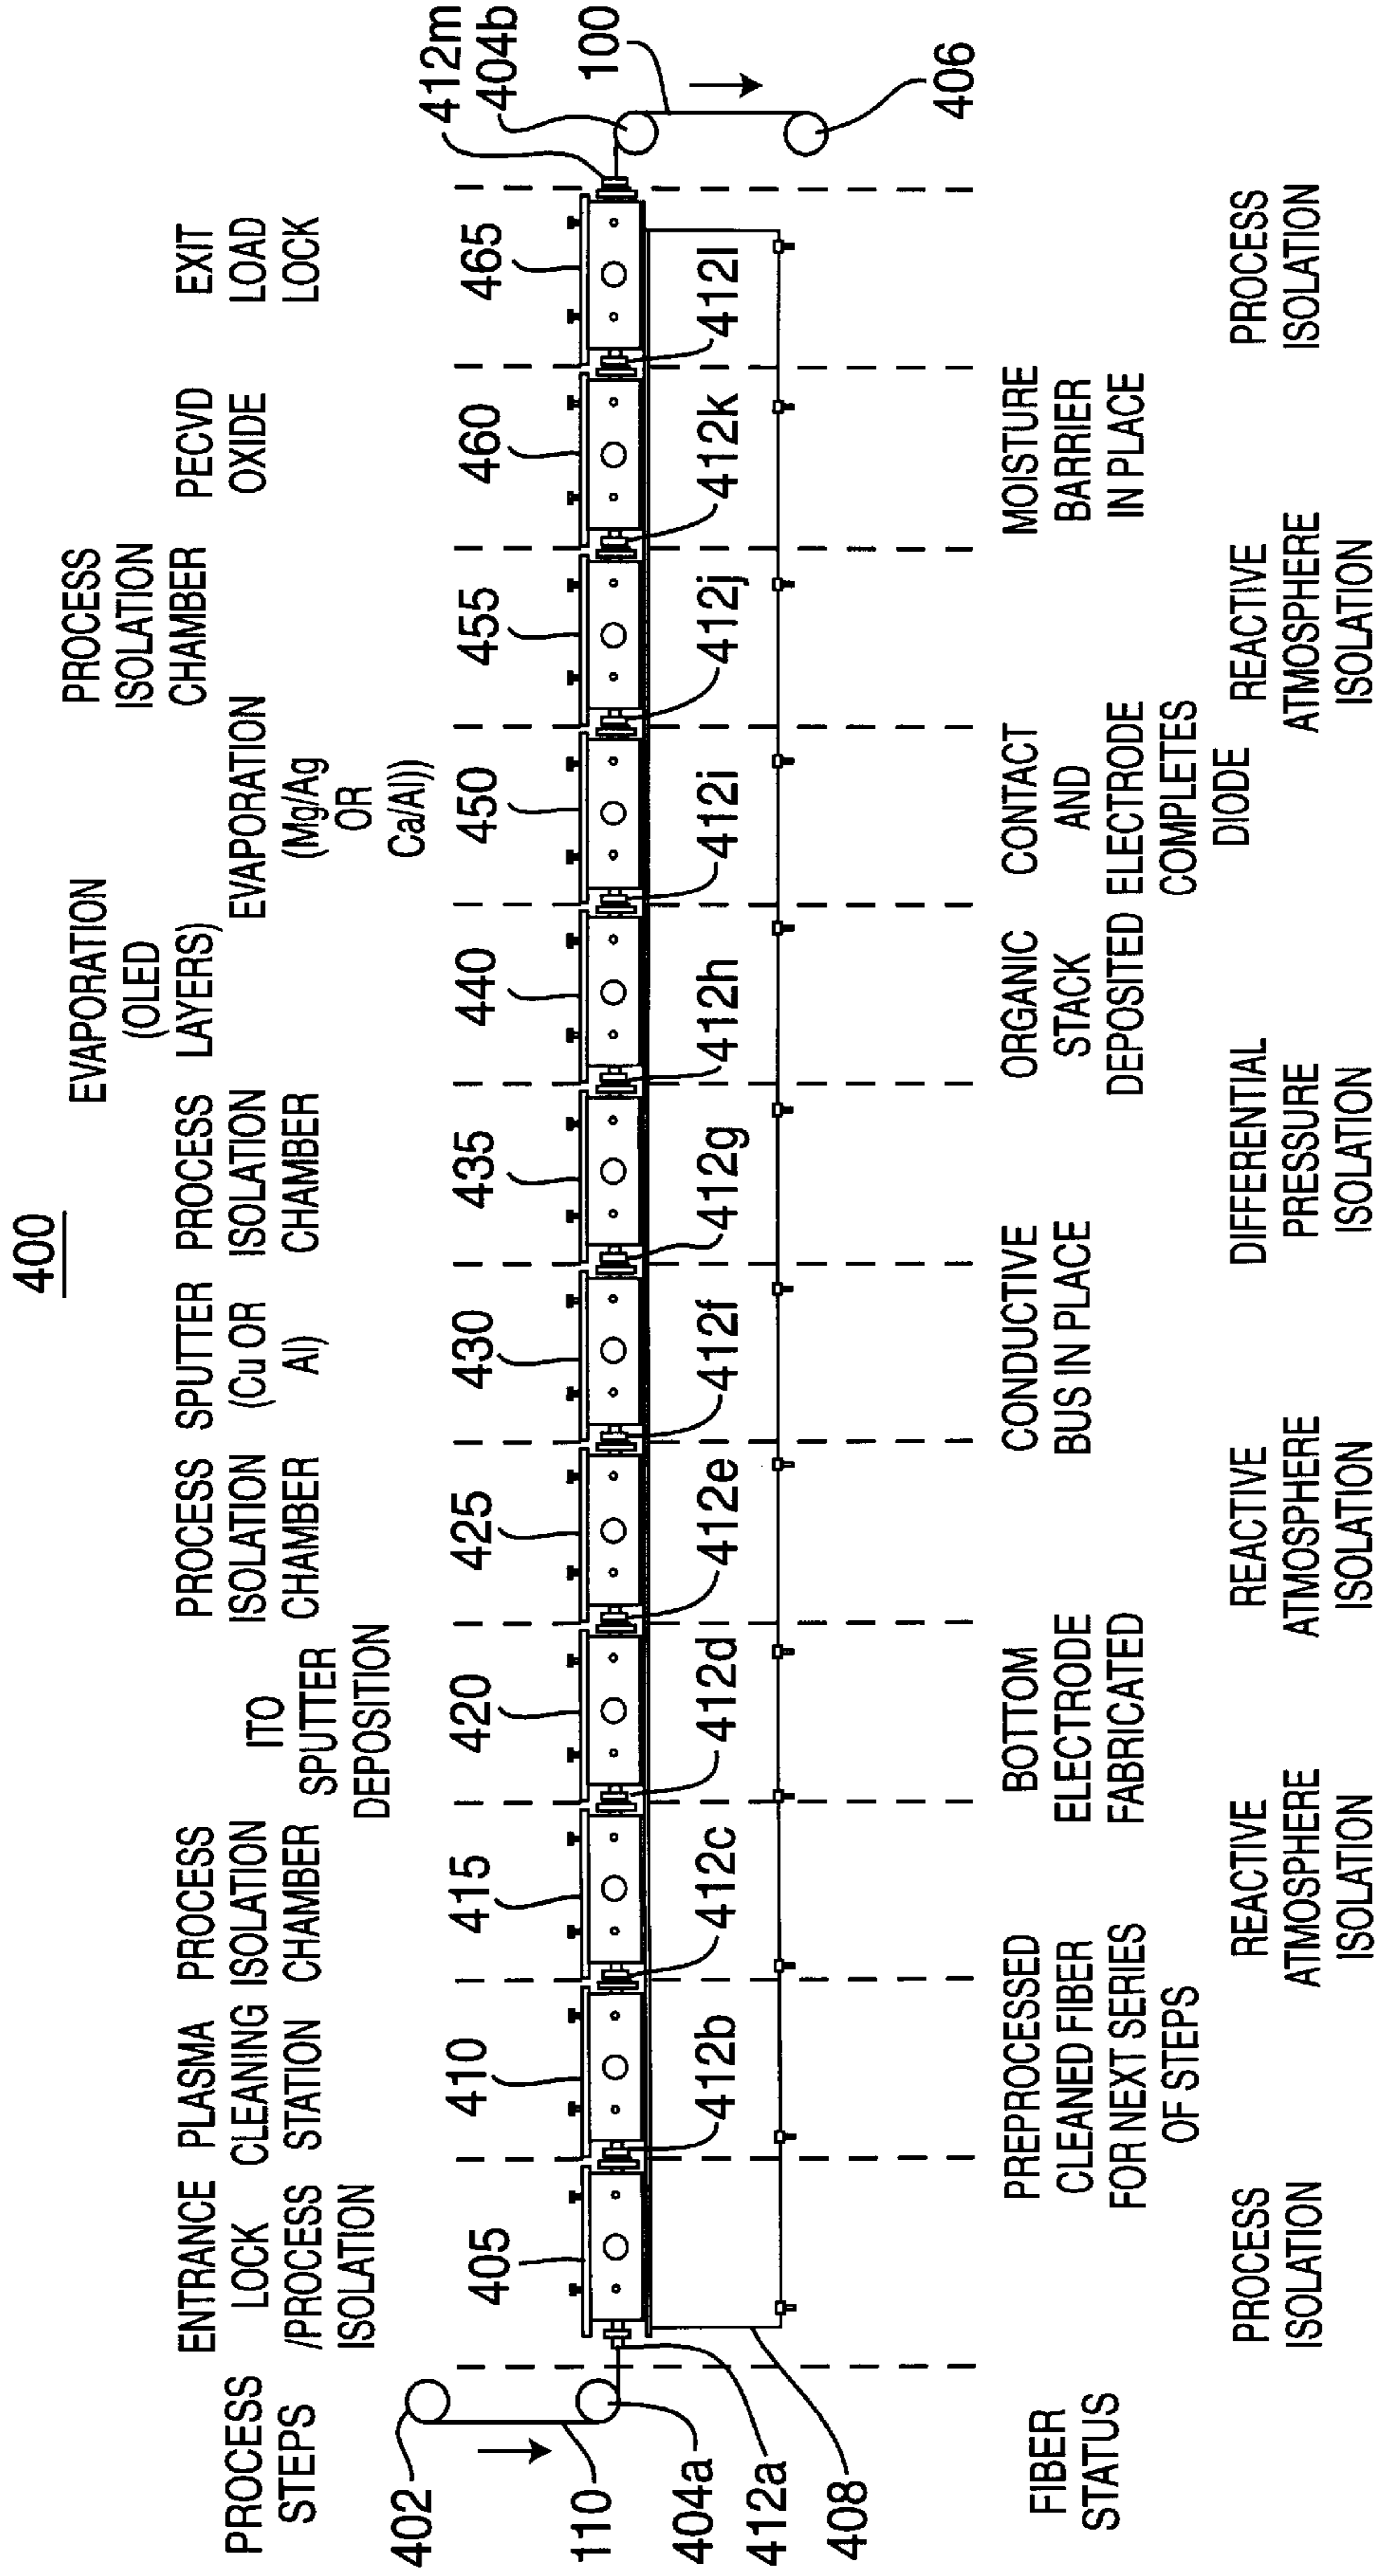 400
PROCESS
STEPS
ENTRANCE
LOCK
/PROCESS
ISOLATION
PLASMA
CLEANING
STATION
PROCESS
ISOLATION
CHAMBER
ITO
SPUTTER
DEPOSITION
PROCESS
ISOLATION
CHAMBER
SPUTTER
(Cu OR
Al)
PROCESS
ISOLATION
CHAMBER
EVAPORATION
(OLED
LAYERS)
EVAPORATION
(Mg/Ag
OR
Ca/Al))
PROCESS
ISOLATION
CHAMBER
PECVD
OXIDE
EXIT
LOAD
LOCK
402
110
404a
412a
408
405
410
415
420
425
430
435
440
450
455
460
465
412b
412c
412d
412e
412f
412g
412h
412i
412j
412k
412l
412m
404b
100
406
FIBER
STATUS
PROCESS
ISOLATION
PREPROCESSED
CLEANED FIBER
FOR NEXT SERIES
OF STEPS
REACTIVE
ATMOSPHERE
ISOLATION
BOTTOM
ELECTRODE
FABRICATED
REACTIVE
ATMOSPHERE
ISOLATION
CONDUCTIVE
BUS IN PLACE
DIFFERENTIAL
PRESSURE
ISOLATION
ORGANIC
STACK
DEPOSITED
CONTACT
AND
ELECTRODE
COMPLETES
DIODE
REACTIVE
ATMOSPHERE
ISOLATION
MOISTURE
BARRIER
IN PLACE
PROCESS
ISOLATION